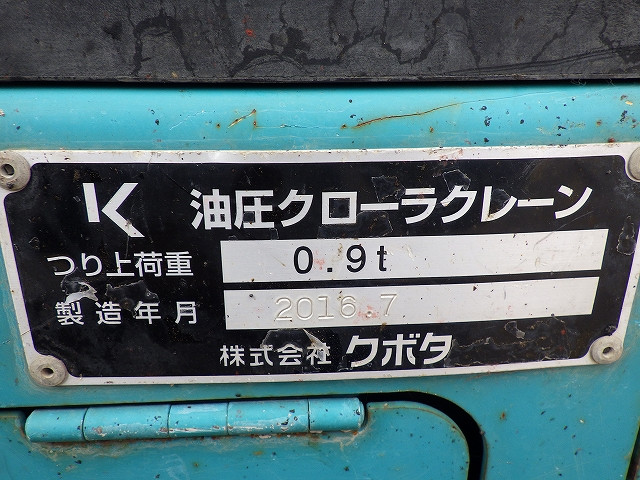 K 油圧クローラクレーン
つり上荷重 0.9t
製造年月 2016.7
株式会社 クボタ